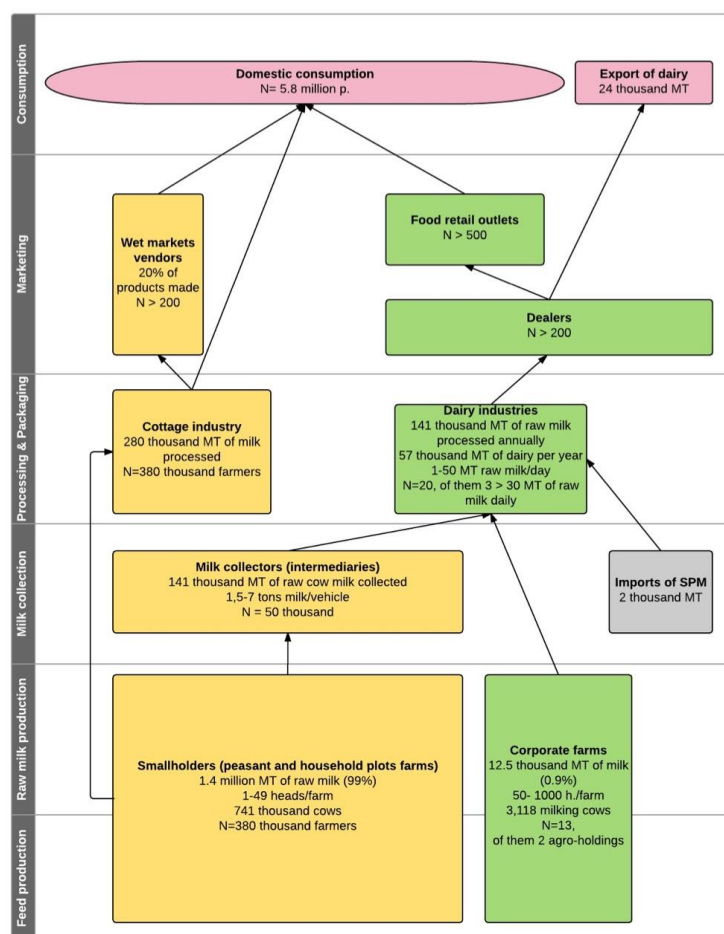 Consumption
Domestic consumption
N= 5.8 million p.
Export of dairy
24 thousand MT
Marketing
Wet markets
vendors
20% of
products made
N > 200
Food retail outlets
N > 500
Dealers
N > 200
Processing & Packaging
Cottage industry
280 thousand MT of milk
processed
N=380 thousand farmers
Dairy industries
141 thousand MT of raw milk
processed annually
57 thousand MT of dairy per year
1-50 MT raw milk/day
N=20, of them 3 > 30 MT of raw
milk daily
Milk collection
Milk collectors (intermediaries)
141 thousand MT of raw cow milk collected
1,5-7 tons milk/vehicle
N = 50 thousand
Imports of SPM
2 thousand MT
Raw milk production
Smallholders (peasant and household plots farms)
1.4 million MT of raw milk (99%)
1-49 heads/farm
741 thousand cows
N=380 thousand farmers
Corporate farms
12.5 thousand MT of milk
(0.9%)
50- 1000 h./farm
3,118 milking cows
N=13,
of them 2 agro-holdings
Feed production